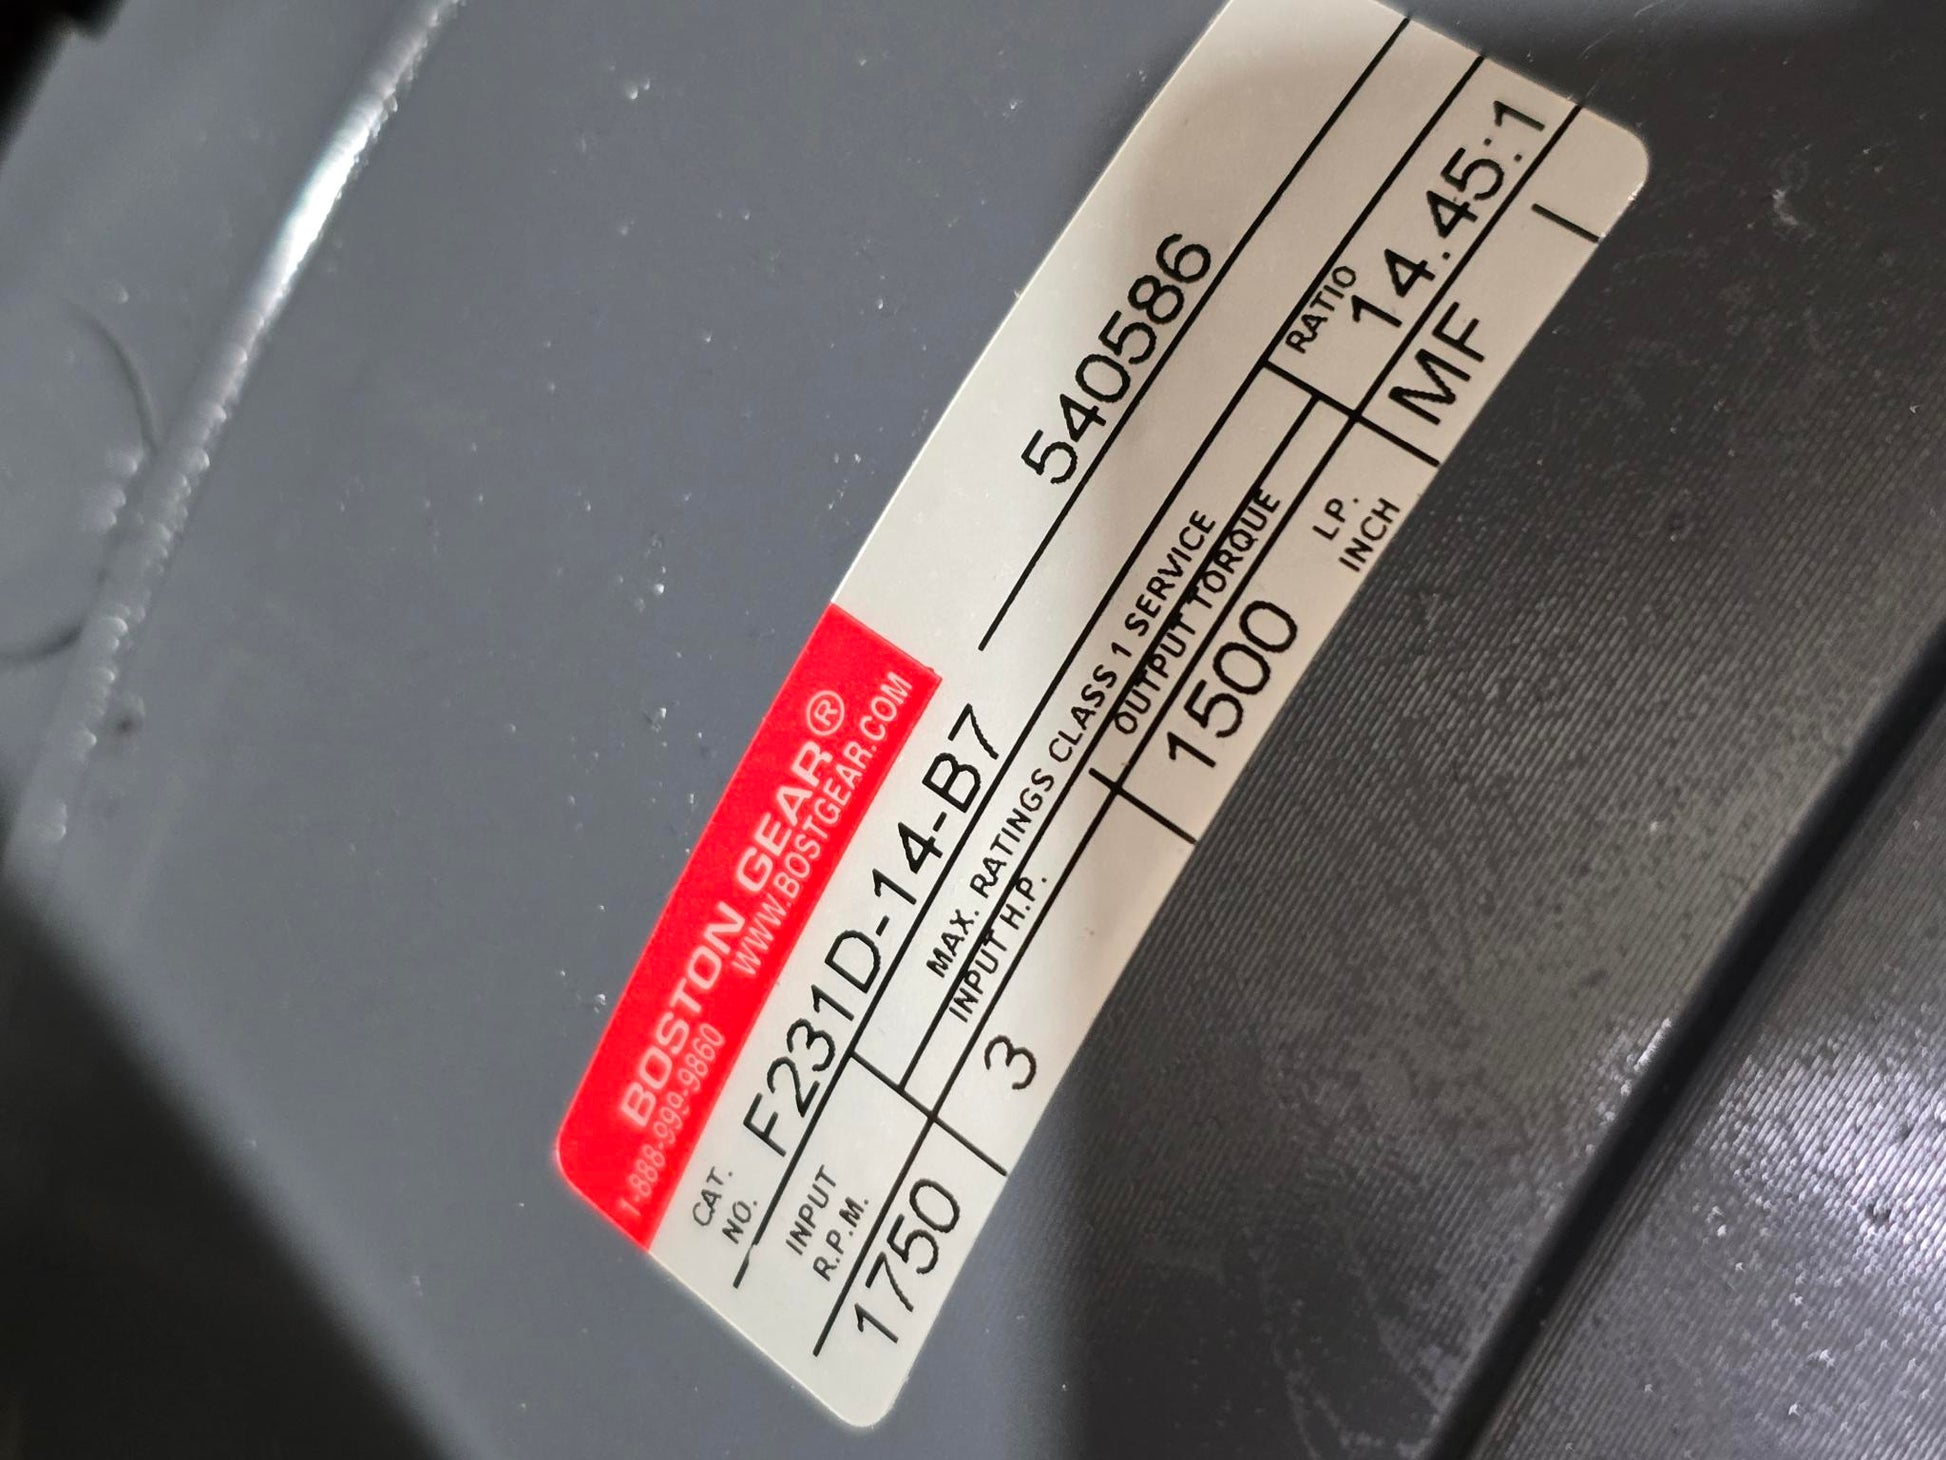 BOSTON GEAR®
1-888-999-9860 WWW.BOSTGEAR.COM
CAT. NO. F231D-14-B7 540586
INPUT R.P.M. MAX. RATINGS CLASS 1 SERVICE RATIO
INPUT H.P. OUTPUT TORQUE 14.45:1
1750 3 1500 LP. INCH MF